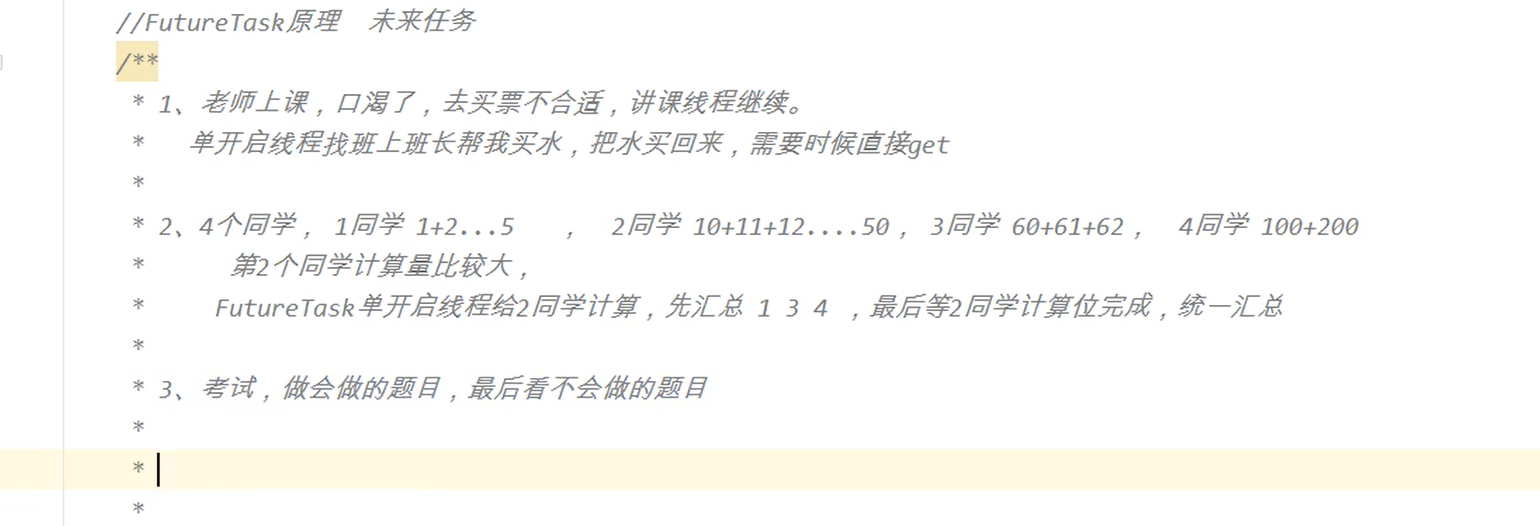 //FutureTask原理  未来任务
/**
* 1、老师上课，口渴了，去买票不合适，讲课线程继续。
*   单开启线程找班上班长帮我买水，把水买回来，需要时候直接get
*
* 2、4个同学， 1同学 1+2...5   ，  2同学 10+11+12....50， 3同学 60+61+62，  4同学 100+200
*      第2个同学计算量比较大，
*     FutureTask单开启线程给2同学计算，先汇总 1 3 4 ，最后等2同学计算位完成，统一汇总
*
* 3、考试，做会做的题目，最后看不会做的题目
*
*
*